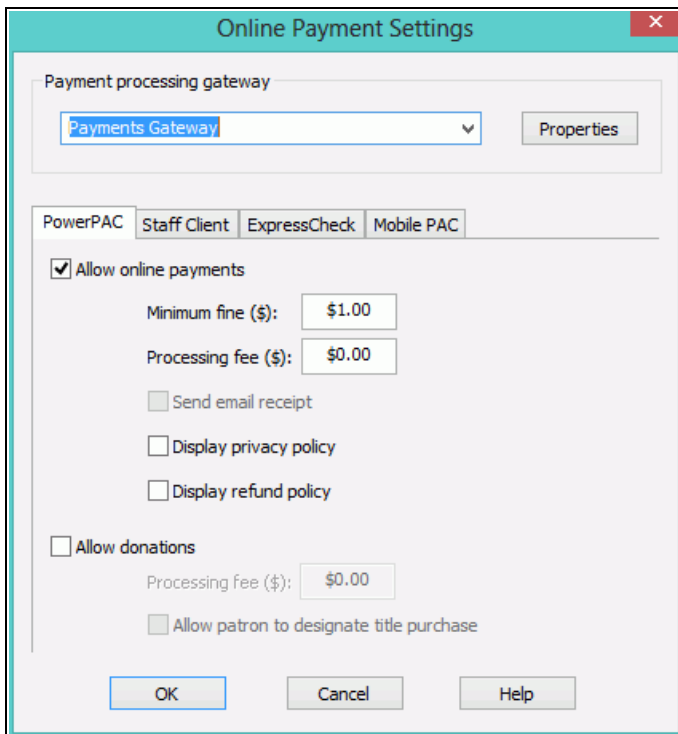 Online Payment Settings
Payment processing gateway
Payments Gateway
Properties
PowerPAC Staff Client ExpressCheck Mobile PAC
Allow online payments
Minimum fine ($): $1.00
Processing fee ($): $0.00
Send email receipt
Display privacy policy
Display refund policy
Allow donations
Processing fee ($): $0.00
Allow patron to designate title purchase
OK Cancel Help